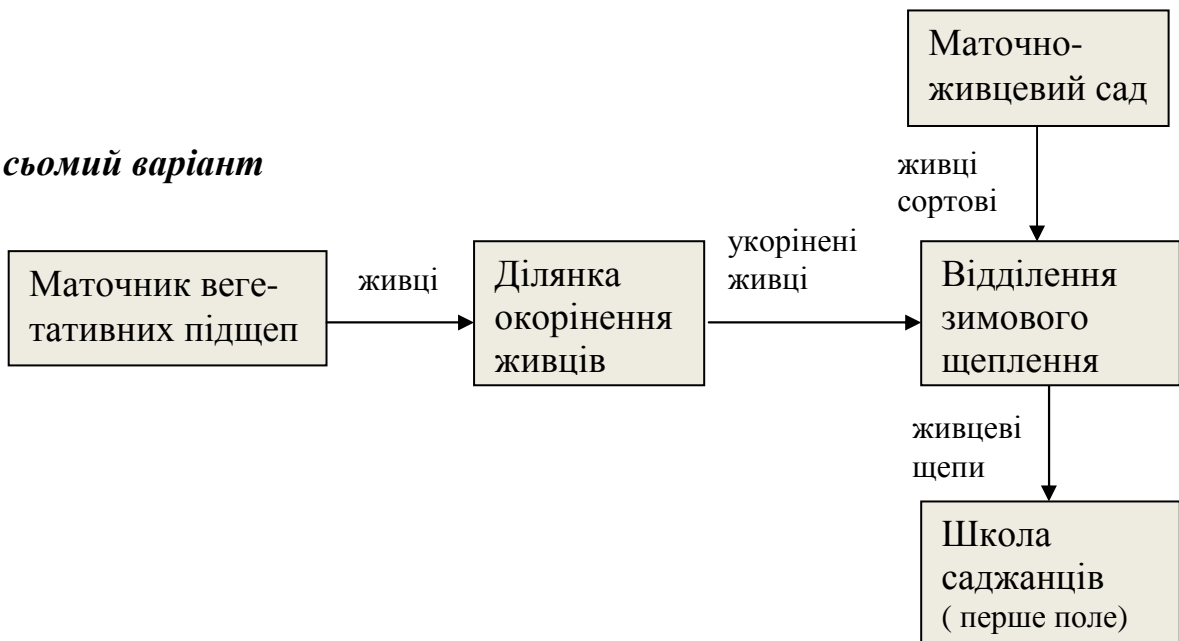 Маточно-
живцевий сад
сьомий варіант
живці
сортові
Маточник веге-
тативних підщеп
живці
Ділянка
окорінення
живців
укорінені
живці
Відділення
зимового
щеплення
живцеві
щепи
Школа
саджанців
( перше поле)